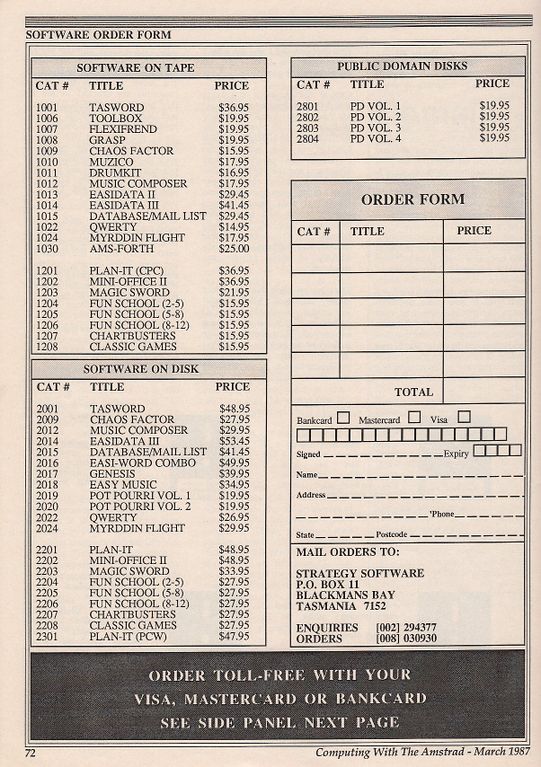 SOFTWARE ORDER FORM
SOFTWARE ON TAPE
CAT # TITLE PRICE
1001 TASWORD $36.95
1006 TOOLBOX $19.95
1007 FLEXIFREND $19.95
1008 GRASP $19.95
1009 CHAOS FACTOR $15.95
1010 MUZICO $17.95
1011 DRUMKIT $16.95
1012 MUSIC COMPOSER $17.95
1013 EASIDATA II $29.45
1014 EASIDATA III $41.45
1015 DATABASE/MAIL LIST $29.45
1022 QWERTY $14.95
1024 MYRDDIN FLIGHT $17.95
1030 AMS-FORTH $25.00
1201 PLAN-IT (CPC) $36.95
1202 MINI-OFFICE II $36.95
1203 MAGIC SWORD $21.95
1204 FUN SCHOOL (2-5) $15.95
1205 FUN SCHOOL (5-8) $15.95
1206 FUN SCHOOL (8-12) $15.95
1207 CHARTBUSTERS $15.95
1208 CLASSIC GAMES $15.95
SOFTWARE ON DISK
CAT # TITLE PRICE
2001 TASWORD $48.95
2009 CHAOS FACTOR $27.95
2012 MUSIC COMPOSER $29.95
2014 EASIDATA III $53.45
2015 DATABASE/MAIL LIST $41.45
2016 EASI-WORD COMBO $49.95
2017 GENESIS $39.95
2018 EASY MUSIC $34.95
2019 POT POURRI VOL. 1 $19.95
2020 POT POURRI VOL. 2 $19.95
2022 QWERTY $26.95
2024 MYRDDIN FLIGHT $29.95
2201 PLAN-IT $48.95
2202 MINI-OFFICE II $48.95
2203 MAGIC SWORD $33.95
2204 FUN SCHOOL (2-5) $27.95
2205 FUN SCHOOL (5-8) $27.95
2206 FUN SCHOOL (8-12) $27.95
2207 CHARTBUSTERS $27.95
2208 CLASSIC GAMES $27.95
2301 PLAN-IT (PCW) $47.95
PUBLIC DOMAIN DISKS
CAT # TITLE PRICE
2801 PD VOL. 1 $19.95
2802 PD VOL. 2 $19.95
2803 PD VOL. 3 $19.95
2804 PD VOL. 4 $19.95
ORDER FORM
CAT # TITLE PRICE
TOTAL
Bankcard Mastercard Visa
Signed Expiry
Name
Address
'Phone
State Postcode
MAIL ORDERS TO:
STRATEGY SOFTWARE
P.O. BOX 11
BLACKMANS BAY
TASMANIA 7152
ENQUIRIES [002] 294377
ORDERS [008] 030930
ORDER TOLL-FREE WITH YOUR
VISA, MASTERCARD OR BANKCARD
SEE SIDE PANEL NEXT PAGE
72 Computing With The Amstrad - March 1987